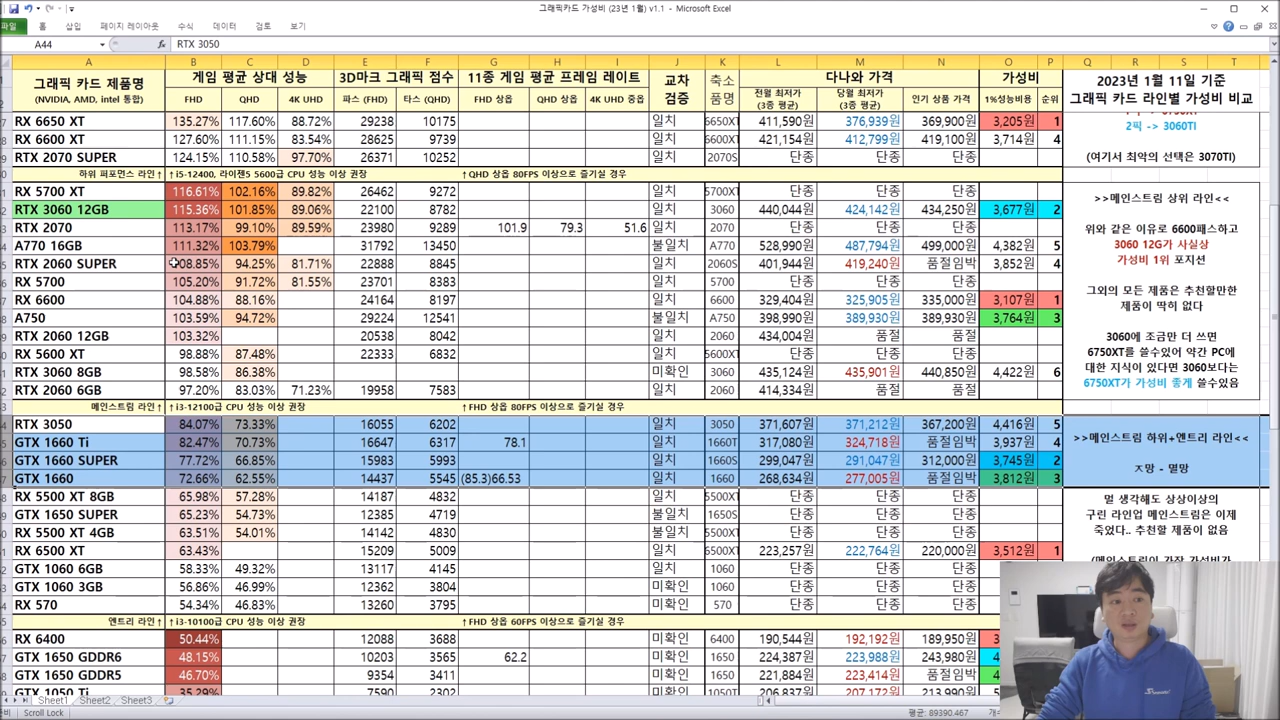 그래픽카드 가성비 (23년 1월) v1.1 - Microsoft Excel
파일 홈 삽입 페이지 레이아웃 수식 데이터 검토 보기
A44 fx RTX 3050
A B C D E F G H I J K L M N O P Q R S T
그래픽 카드 제품명 게임 평균 상대 성능 3D마크 그래픽 점수 11종 게임 평균 프레임 레이트 교차 축소 다나와 가격 가성비 2023년 1월 11일 기준
(NVIDIA, AMD, intel 통합) FHD QHD 4K UHD 파스 (FHD) 타스 (QHD) FHD 상옵 QHD 상옵 4K UHD 중옵 검증 품명 전월 최저가 당월 최저가 인기 상품 가격 1%성능비용 순위 그래픽 카드 라인별 가성비 비교
(3종 평균) (3종 평균)
RX 6650 XT 135.27% 117.60% 88.72% 29238 10175 일치 6650XT 411,590원 376,939원 369,900원 3,205원 1
2픽 -> 3060TI
RX 6600 XT 127.60% 111.15% 83.54% 28625 9739 일치 6600XT 421,154원 412,799원 419,100원 3,714원 4
RTX 2070 SUPER 124.15% 110.58% 97.70% 26371 10252 일치 2070S 단종 단종 단종 (여기서 최악의 선택은 3070TI)
하위 퍼포먼스 라인↑ ↑i5-12400, 라이젠5 5600급 CPU 성능 이상 권장 ↑QHD 상옵 80FPS 이상으로 즐기실 경우
RX 5700 XT 116.61% 102.16% 89.82% 26462 9272 일치 5700XT 단종 단종 단종
>>메인스트림 상위 라인<<
RTX 3060 12GB 115.36% 101.85% 89.06% 22100 8782 일치 3060 440,044원 424,142원 434,250원 3,677원 2
RTX 2070 113.17% 99.10% 89.59% 23980 9289 101.9 79.3 51.6 일치 2070 단종 단종 단종 위와 같은 이유로 6600패스하고
A770 16GB 111.32% 103.79% 31792 13450 불일치 A770 528,990원 487,794원 499,000원 4,382원 5 3060 12G가 사실상
RTX 2060 SUPER 108.85% 94.25% 81.71% 22888 8845 일치 2060S 401,944원 419,240원 품절임박 3,852원 4 가성비 1위 포지션
RX 5700 105.20% 91.72% 81.55% 23701 8383 일치 5700 단종 단종 단종
RX 6600 104.88% 88.16% 24164 8197 일치 6600 329,404원 325,905원 335,000원 3,107원 1 그외의 모든 제품은 추천할만한
제품이 딱히 없다
A750 103.59% 94.72% 29224 12541 불일치 A750 398,990원 389,930원 389,930원 3,764원 3
RTX 2060 12GB 103.32% 20538 8042 일치 2060 434,004원 품절 품절 3060에 조금만 더 쓰면
RX 5600 XT 98.88% 87.48% 22333 6832 일치 5600XT 단종 단종 단종 6750XT를 쓸수있어 약간 PC에
RTX 3060 8GB 98.58% 86.38% 미확인 3060 435,124원 435,901원 440,850원 4,422원 6 대한 지식이 있다면 3060보다는
RTX 2060 6GB 97.20% 83.03% 71.23% 19958 7583 일치 2060 414,334원 품절 품절 6750XT가 가성비 좋게 쓸수있음
메인스트림 라인↑ ↑i3-12100급 CPU 성능 이상 권장 ↑FHD 상옵 80FPS 이상으로 즐기실 경우
RTX 3050 84.07% 73.33% 16055 6202 일치 3050 371,607원 371,212원 367,200원 4,416원 5
>>메인스트림 하위+엔트리 라인<<
GTX 1660 Ti 82.47% 70.73% 16647 6317 78.1 일치 1660T 317,080원 324,718원 품절임박 3,937원 4
GTX 1660 SUPER 77.72% 66.85% 15983 5993 일치 1660S 299,047원 291,047원 312,000원 3,745원 2 ㅈ망 - 멸망
GTX 1660 72.66% 62.55% 14437 5545 (85.3)66.53 일치 1660 268,634원 277,005원 품절임박 3,812원 3
RX 5500 XT 8GB 65.98% 57.28% 14187 4832 일치 5500XT 단종 단종 단종 멀 생각해도 상상이상의
GTX 1650 SUPER 65.23% 54.73% 12385 4719 불일치 1650S 단종 단종 단종 구린 라인업 메인스트림은 이제
RX 5500 XT 4GB 63.51% 54.01% 14142 4830 불일치 5500XT 단종 단종 단종 죽었다.. 추천할 제품이 없음
RX 6500 XT 63.43% 15209 5009 일치 6500XT 223,257원 222,764원 220,000원 3,512원 1
GTX 1060 6GB 58.33% 49.32% 13117 4145 일치 1060 단종 단종 단종
GTX 1060 3GB 56.86% 46.99% 12362 3804 미확인 1060 단종 단종 단종
RX 570 54.34% 46.83% 13260 3795 미확인 570 단종 단종 단종
엔트리 라인↑ ↑i3-10100급 CPU 성능 이상 권장 ↑FHD 상옵 60FPS 이상으로 즐기실 경우
RX 6400 50.44% 12088 3688 미확인 6400 190,544원 192,192원 189,950원
GTX 1650 GDDR6 48.15% 10203 3565 62.2 미확인 1650 224,387원 223,988원 243,980원
GTX 1650 GDDR5 46.70% 9354 3411 미확인 1650 221,884원 223,414원 품절임박
GTX 1050 Ti 35.29% 7590 2302 미확인 1050T 206,837원 207,172원 213,990원
Sheet1 Sheet2 Sheet3
Scroll Lock 평균: 89390.467